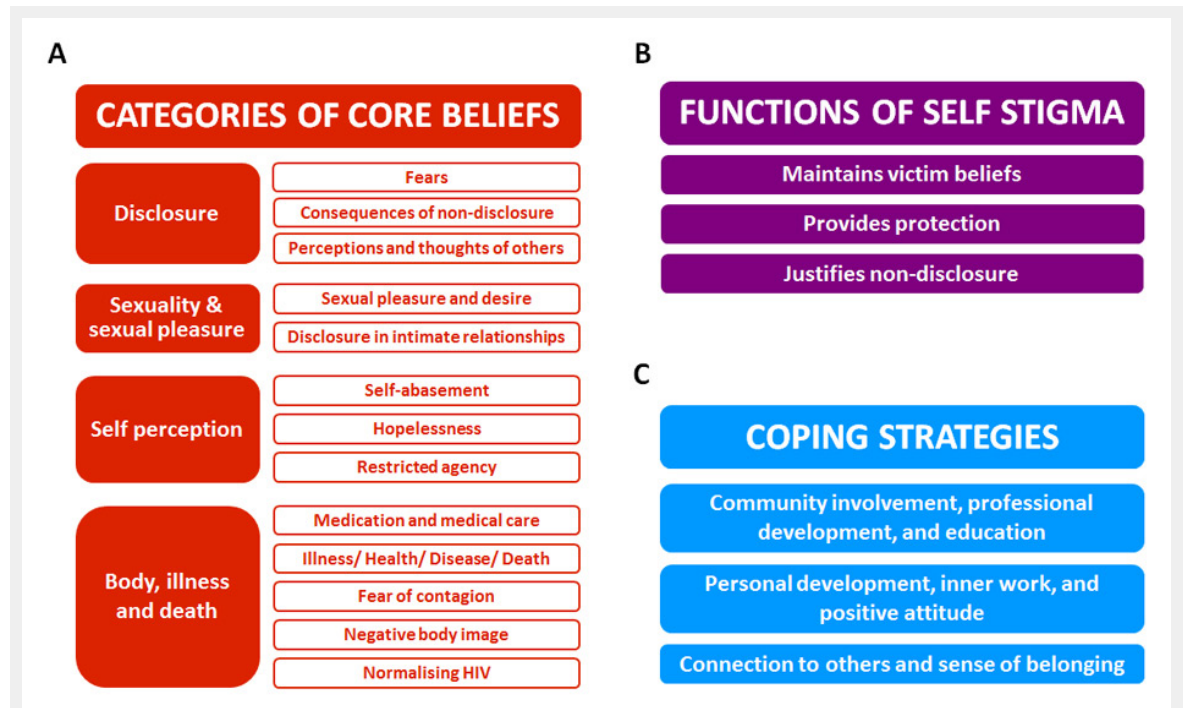 A
CATEGORIES OF CORE BELIEFS
Disclosure
Fears
Consequences of non-disclosure
Perceptions and thoughts of others
Sexuality &
sexual pleasure
Sexual pleasure and desire
Disclosure in intimate relationships
Self perception
Self-abasement
Hopelessness
Restricted agency
Body, illness
and death
Medication and medical care
Illness/ Health/ Disease/ Death
Fear of contagion
Negative body image
Normalising HIV
B
FUNCTIONS OF SELF STIGMA
Maintains victim beliefs
Provides protection
Justifies non-disclosure
C
COPING STRATEGIES
Community involvement, professional
development, and education
Personal development, inner work, and
positive attitude
Connection to others and sense of belonging